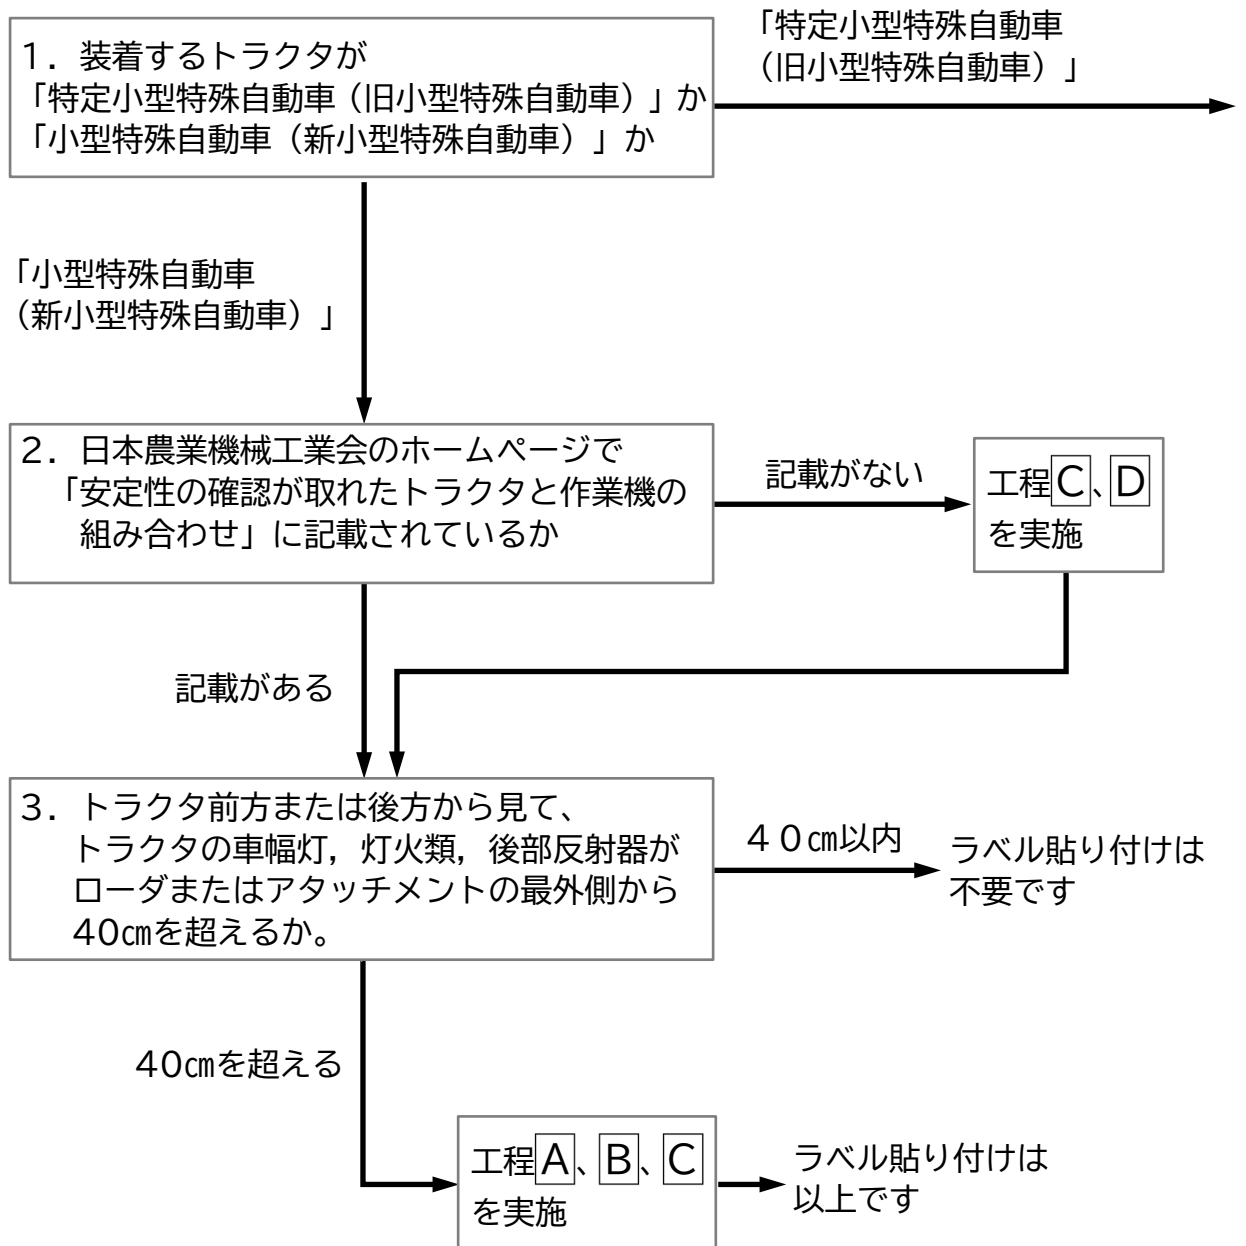 1．装着するトラクタが
「特定小型特殊自動車（旧小型特殊自動車）」か
「小型特殊自動車（新小型特殊自動車）」か
「特定小型特殊自動車
（旧小型特殊自動車）」
「小型特殊自動車
（新小型特殊自動車）」
2．日本農業機械工業会のホームページで
「安定性の確認が取れたトラクタと作業機の
組み合わせ」に記載されているか
記載がない
工程C、D
を実施
記載がある
3．トラクタ前方または後方から見て、
トラクタの車幅灯，灯火類，後部反射器が
ローダまたはアタッチメントの最外側から
40㎝を超えるか。
４０㎝以内
ラベル貼り付けは
不要です
40㎝を超える
工程A、B、C
を実施
ラベル貼り付けは
以上です